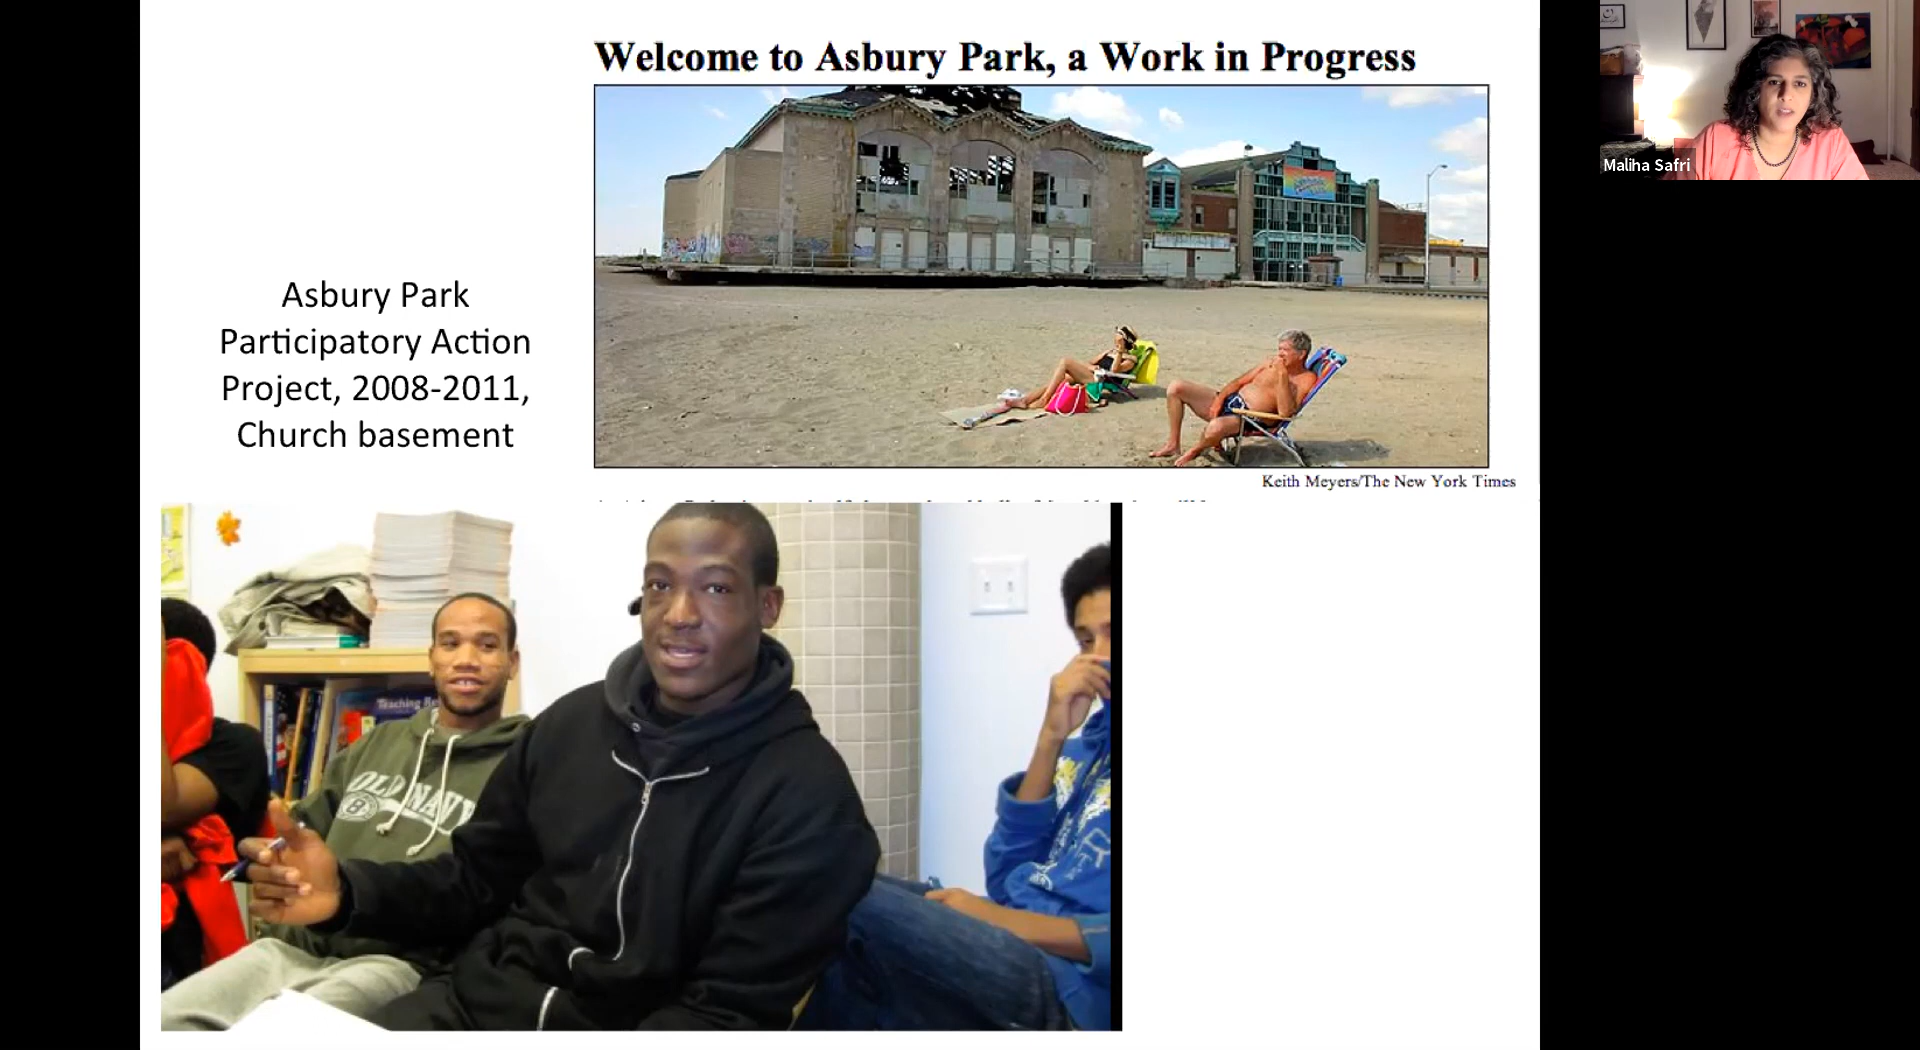 Welcome to Asbury Park, a Work in Progress
Maliha Safri
Asbury Park
Participatory Action
Project, 2008-2011,
Church basement
Keith Meyers/The New York Times
Teaching
OLD NAVY